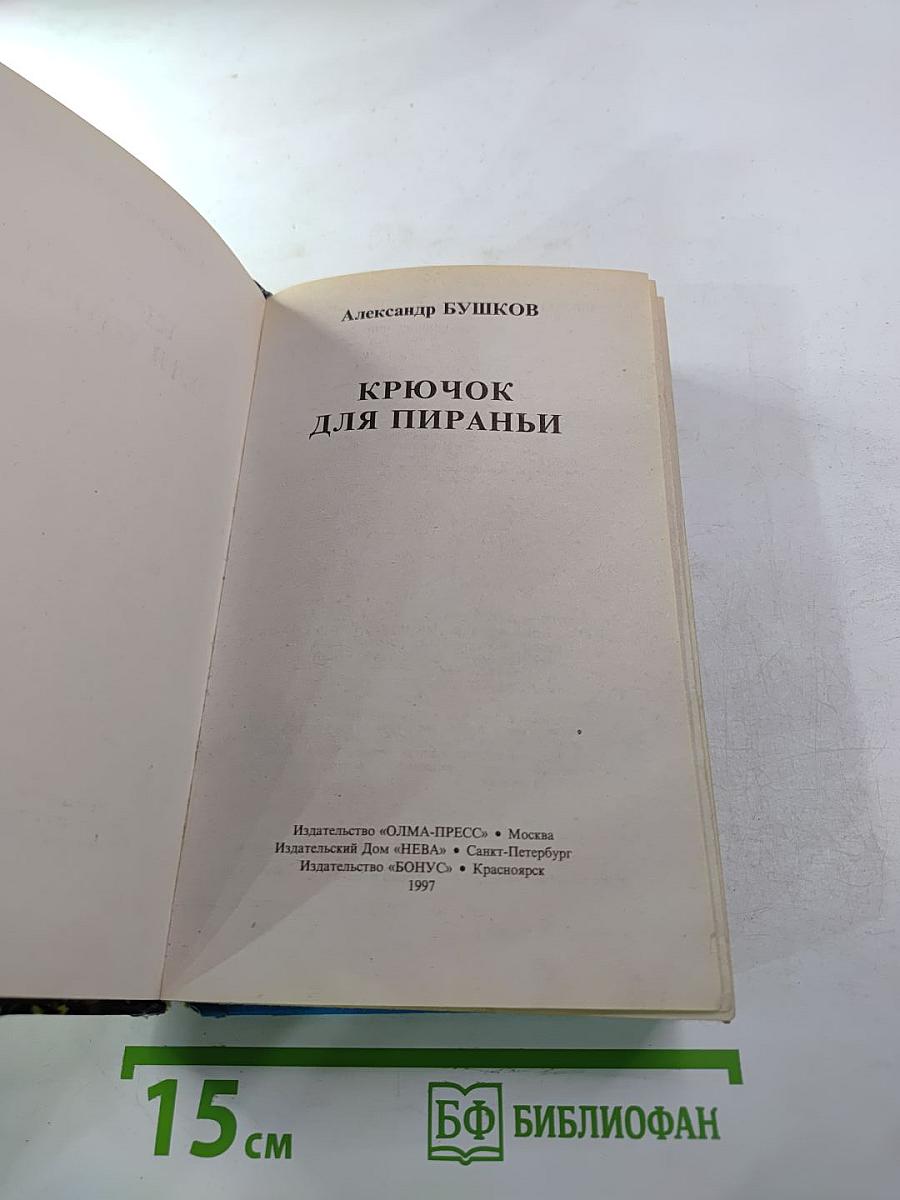 Александр БУШКОВ
КРЮЧОК
ДЛЯ ПИРАНЬИ
Издательство «ОЛМА-ПРЕСС» • Москва
Издательский Дом «НЕВА» • Санкт-Петербург
Издательство «БОНУС» • Красноярск
1997
15 см
БФ БИБЛИОФАН